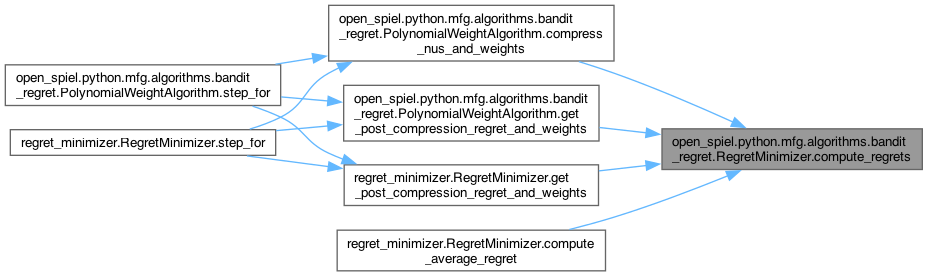 open_spiel.python.mfg.algorithms.bandit
_regret.PolynomialWeightAlgorithm.compress
_nus_and_weights
open_spiel.python.mfg.algorithms.bandit
_regret.PolynomialWeightAlgorithm.step_for
open_spiel.python.mfg.algorithms.bandit
_regret.PolynomialWeightAlgorithm.get
_post_compression_regret_and_weights
regret_minimizer.RegretMinimizer.step_for
open_spiel.python.mfg.algorithms.bandit
_regret.RegretMinimizer.compute_regrets
regret_minimizer.RegretMinimizer.get
_post_compression_regret_and_weights
regret_minimizer.RegretMinimizer.compute
_average_regret